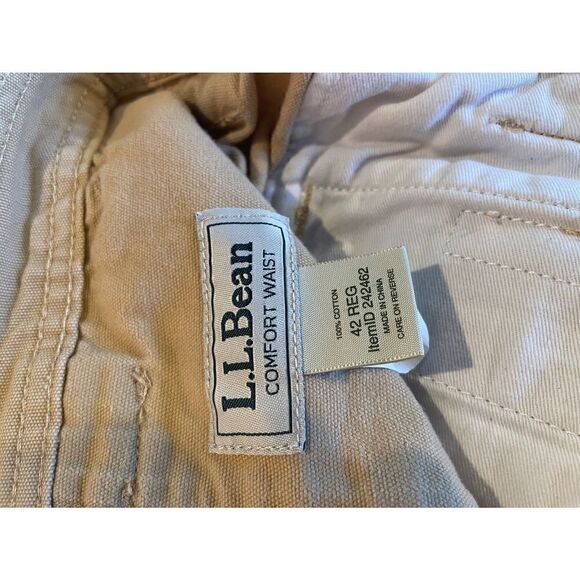 L.L.Bean
COMFORT WAIST
100% COTTON
42 REG
ItemID 242462
MADE IN CHINA
CARE ON REVERSE